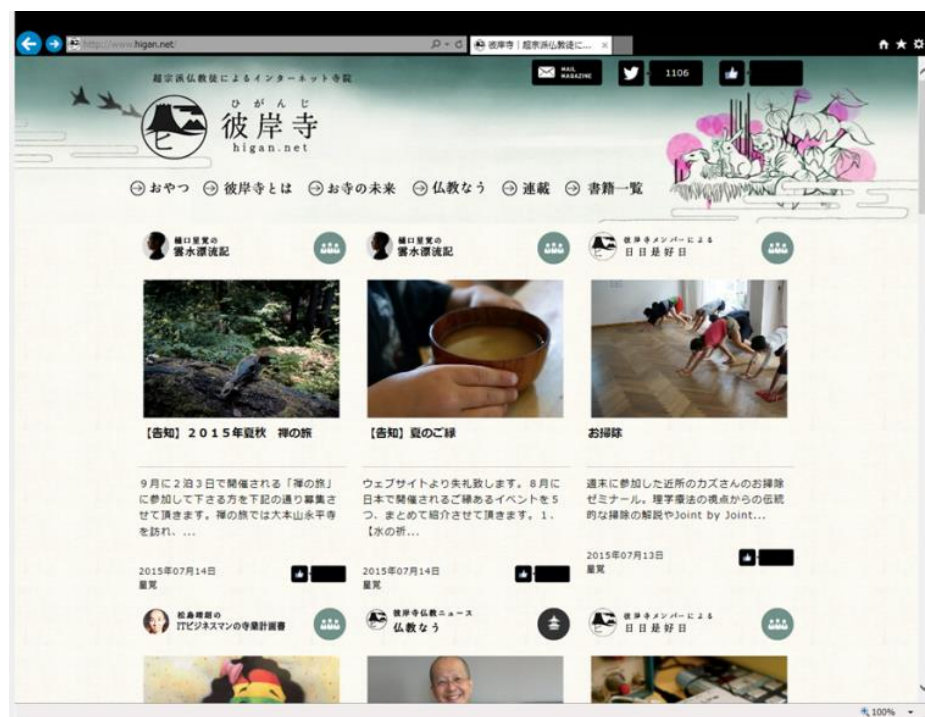 http://www.higan.net/
彼岸寺 | 超宗派仏教徒に...
超宗派仏教徒によるインターネット寺院
ひがんじ
彼岸寺
higan.net
MAIL
MAGAZINE
1106
おやつ
彼岸寺とは
お寺の未来
仏教なう
連載
書籍一覧
樋口星覚の
雲水漂流記
樋口星覚の
雲水漂流記
彼岸寺メンバーによる
日日是好日
【告知】２０１５年夏秋　禅の旅
【告知】夏のご縁
お掃除
９月に２泊３日で開催される「禅の旅」
に参加して下さる方を下記の通り募集さ
せて頂きます。禅の旅では大本山永平寺
を訪れ、...
ウェブサイトより失礼致します。８月に
日本で開催されるご縁あるイベントを５
つ、まとめて紹介させて頂きます。１、
【水の祈...
週末に参加した近所のカズさんのお掃除
ゼミナール。理学療法の視点からの伝統
的な掃除の解説やJoint by Joint...
2015年07月14日
星覚
2015年07月14日
星覚
2015年07月13日
星覚
松島靖朗の
ITビジネスマンの寺業計画書
彼岸寺仏教ニュース
仏教なう
彼岸寺メンバーによる
日日是好日
100%